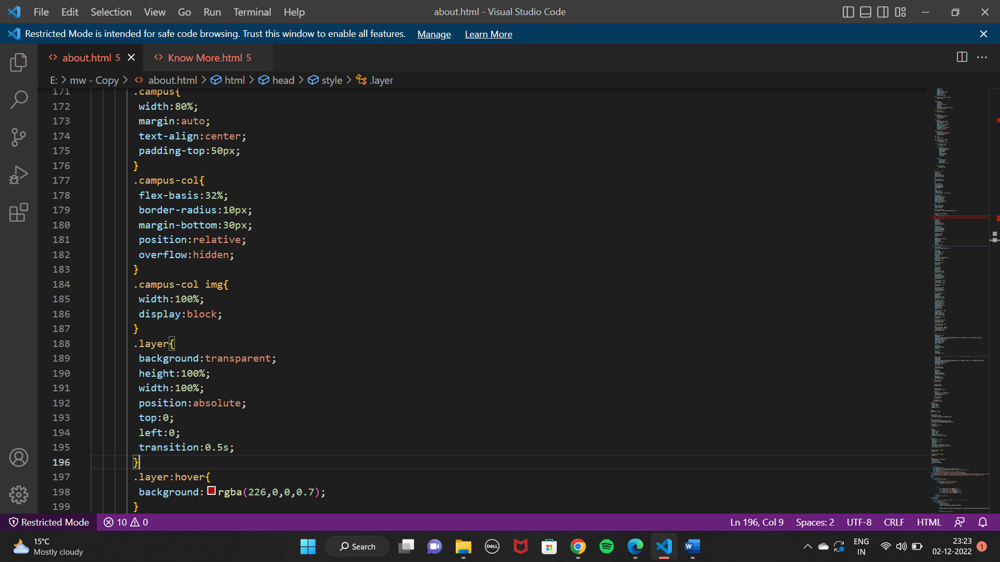 File Edit Selection View Go Run Terminal Help about.html - Visual Studio Code
Restricted Mode is intended for safe code browsing. Trust this window to enable all features. Manage Learn More
about.html 5 Know More.html 5
E: > mw - Copy > about.html > html > head > style > .layer
171 .campus{
172 width:80%;
173 margin:auto;
174 text-align:center;
175 padding-top:50px;
176 }
177 .campus-col{
178 flex-basis:32%;
179 border-radius:10px;
180 margin-bottom:30px;
181 position:relative;
182 overflow:hidden;
183 }
184 .campus-col img{
185 width:100%;
186 display:block;
187 }
188 .layer{
189 background:transparent;
190 height:100%;
191 width:100%;
192 position:absolute;
193 top:0;
194 left:0;
195 transition:0.5s;
196 }
197 .layer:hover{
198 background:rgba(226,0,0,0.7);
199 }
Restricted Mode 10 0 Ln 196, Col 9 Spaces: 2 UTF-8 CRLF HTML
15°C
Mostly cloudy
Search
DELL
ENG
IN
23:23
02-12-2022
1